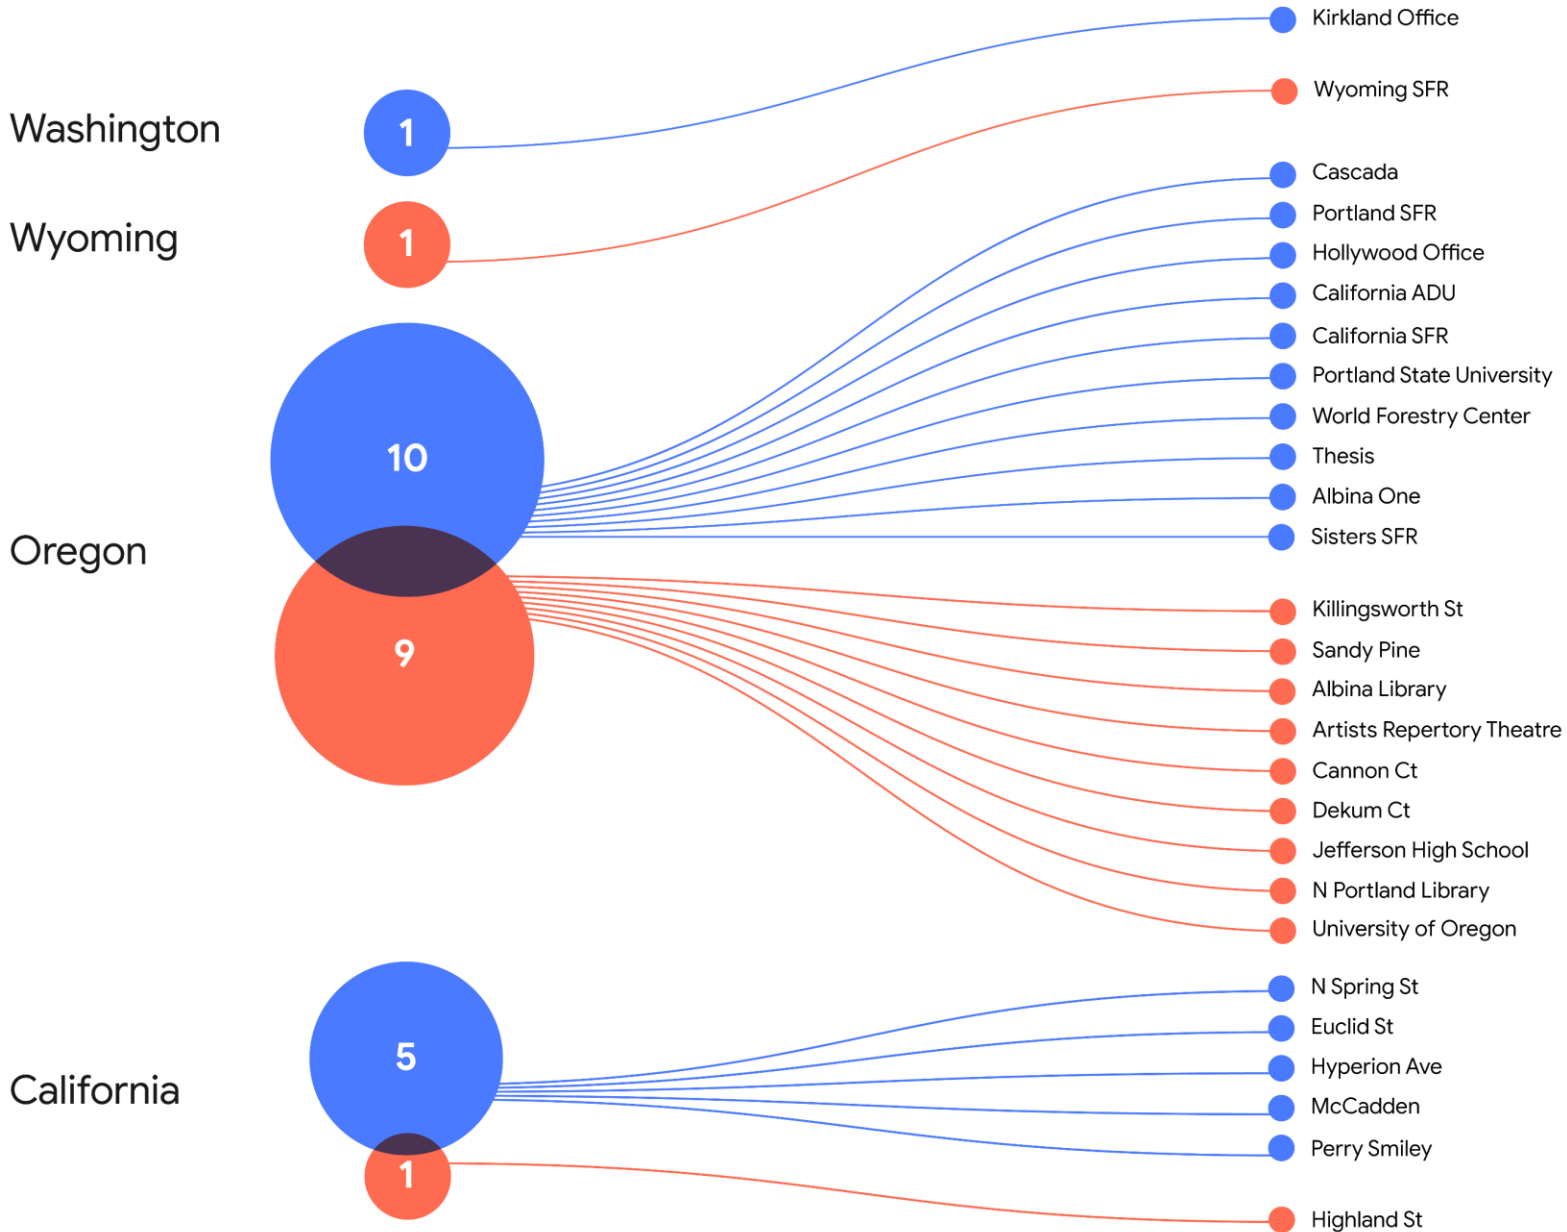 Kirkland Office
Washington
1
Wyoming SFR
Wyoming
1
Cascada
Portland SFR
Hollywood Office
California ADU
California SFR
Portland State University
World Forestry Center
Thesis
Albina One
Sisters SFR
Oregon
10
9
Killingsworth St
Sandy Pine
Albina Library
Artists Repertory Theatre
Cannon Ct
Dekum Ct
Jefferson High School
N Portland Library
University of Oregon
California
5
1
N Spring St
Euclid St
Hyperion Ave
McCadden
Perry Smiley
Highland St